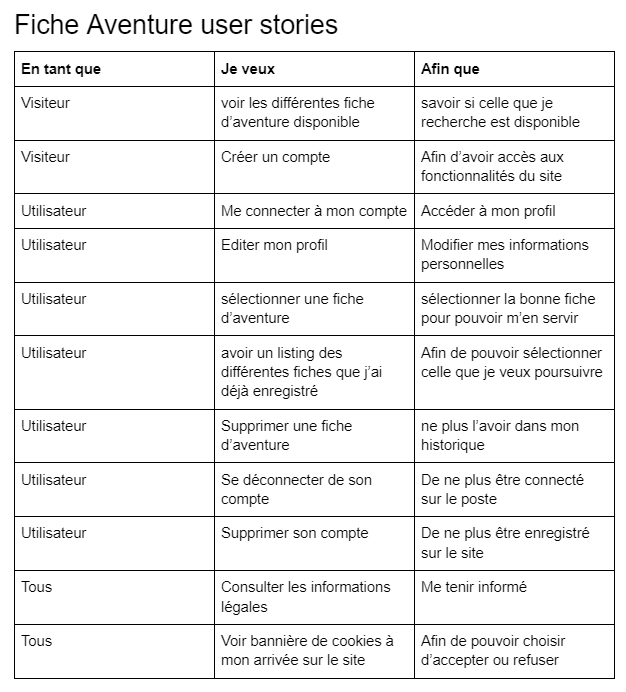 Fiche Aventure user stories
En tant que
Je veux
Afin que
Visiteur
voir les différentes fiche
d’aventure disponible
savoir si celle que je
recherche est disponible
Visiteur
Créer un compte
Afin d’avoir accès aux
fonctionnalités du site
Utilisateur
Me connecter à mon compte
Accéder à mon profil
Utilisateur
Editer mon profil
Modifier mes informations
personnelles
Utilisateur
sélectionner une fiche
d’aventure
sélectionner la bonne fiche
pour pouvoir m’en servir
Utilisateur
avoir un listing des
différentes fiches que j’ai
déjà enregistré
Afin de pouvoir sélectionner
celle que je veux poursuivre
Utilisateur
Supprimer une fiche
d’aventure
ne plus l’avoir dans mon
historique
Utilisateur
Se déconnecter de son
compte
De ne plus être connecté
sur le poste
Utilisateur
Supprimer son compte
De ne plus être enregistré
sur le site
Tous
Consulter les informations
légales
Me tenir informé
Tous
Voir bannière de cookies à
mon arrivée sur le site
Afin de pouvoir choisir
d’accepter ou refuser